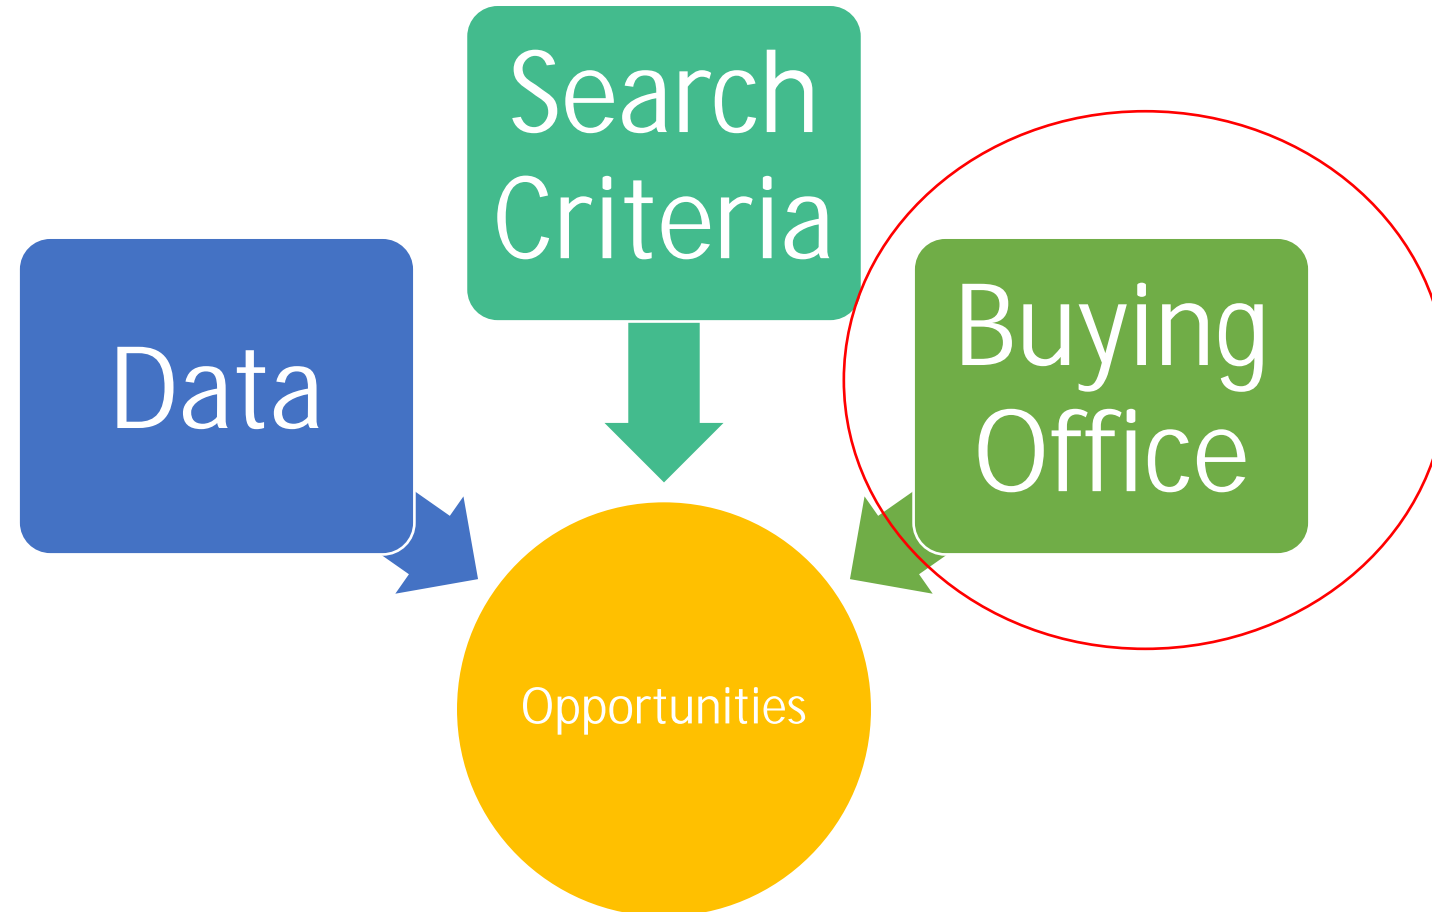 Search
Criteria
Data
Buying
Office
Opportunities